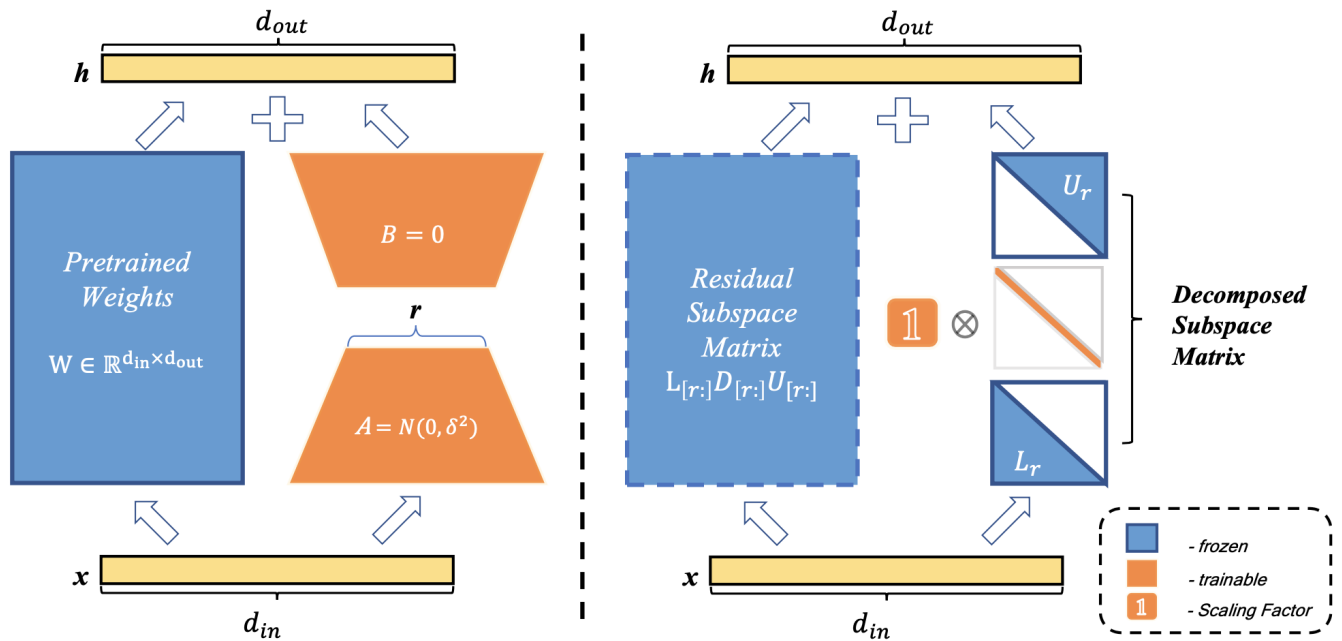 d_out
h
B = 0
Pretrained
Weights
W ∈ ℝ^{d_in×d_out}
r
A = N(0, δ²)
x
d_in
d_out
h
U_r
Residual
Subspace
Matrix
L_{[r:]}D_{[r:]}U_{[r:]}
𝟙 ⊗
Decomposed
Subspace
Matrix
L_r
x
d_in
- frozen
- trainable
𝟙 - Scaling Factor